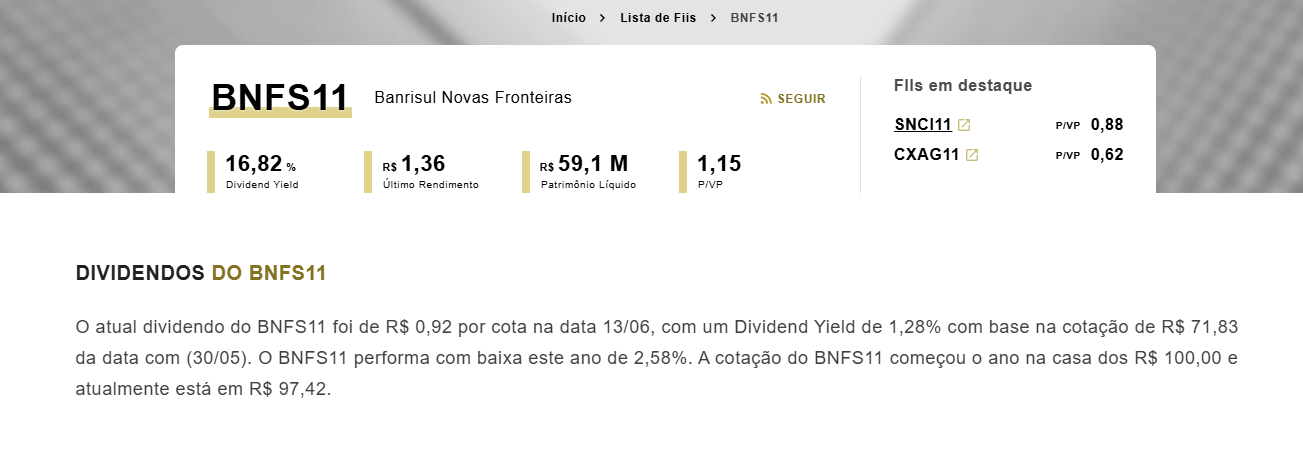 Início > Lista de Fiis > BNFS11
BNFS11 Banrisul Novas Fronteiras
SEGUIR
16,82 %
Dividend Yield
R$ 1,36
Último Rendimento
R$ 59,1 M
Patrimônio Líquido
1,15
P/VP
FIIs em destaque
SNCI11 P/VP 0,88
CXAG11 P/VP 0,62
DIVIDENDOS DO BNFS11
O atual dividendo do BNFS11 foi de R$ 0,92 por cota na data 13/06, com um Dividend Yield de 1,28% com base na cotação de R$ 71,83
da data com (30/05). O BNFS11 performa com baixa este ano de 2,58%. A cotação do BNFS11 começou o ano na casa dos R$ 100,00 e
atualmente está em R$ 97,42.